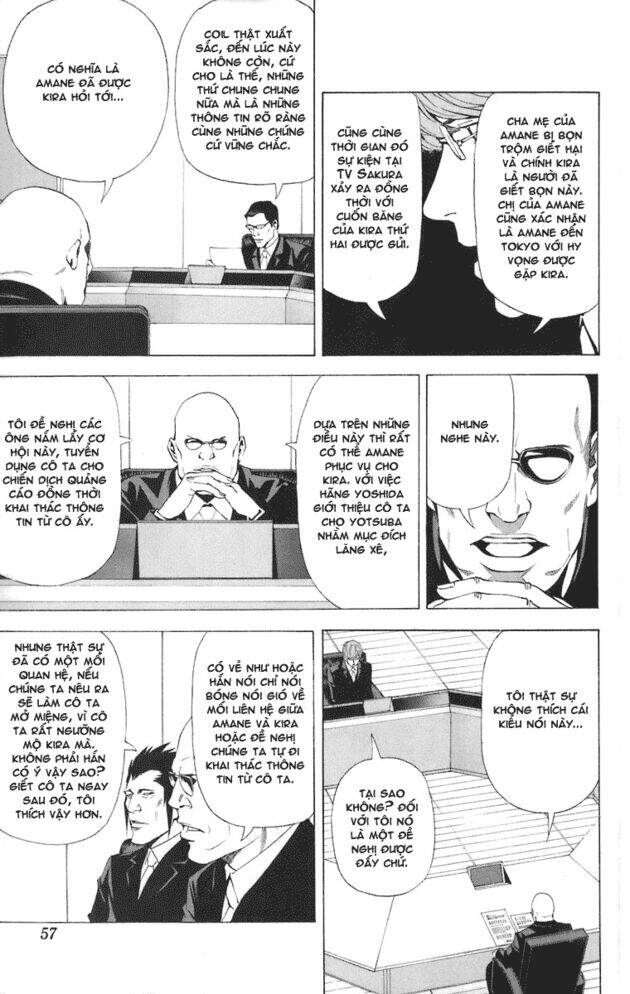 CHA MẸ CỦA
AMANE BỊ BỌN
TRỘM GIẾT HẠI
VÀ CHÍNH KIRA
LÀ NGƯỜI ĐÃ
GIẾT BỌN NÀY.
CHỊ CỦA AMANE
CŨNG XÁC NHẬN
LÀ AMANE ĐẾN
TOKYO VỚI HY
VỌNG ĐƯỢC
GẶP KIRA.
CŨNG CÙNG
THỜI GIAN ĐÓ
SỰ KIỆN TẠI
TV SAKURA
XẢY RA ĐỒNG
THỜI VỚI
CUỐN BĂNG
CỦA KIRA THỨ
HAI ĐƯỢC GỬI.
COIL THẬT XUẤT
SẮC, ĐẾN LÚC NÀY
KHÔNG CÒN, CỨ
CHO LÀ THẾ, NHỮNG
THỨ CHUNG CHUNG
NỮA MÀ LÀ NHỮNG
THÔNG TIN RÕ RÀNG
CÙNG NHỮNG CHỨNG
CỨ VỮNG CHẮC.
CÓ NGHĨA LÀ
AMANE ĐÃ ĐƯỢC
KIRA HỎI TỚI...
NHƯNG
NGHE NÀY.
DỰA TRÊN NHỮNG
ĐIỀU NÀY THÌ RẤT
CÓ THỂ AMANE
PHỤC VỤ CHO
KIRA. VỚI VIỆC
HÃNG YOSHIDA
GIỚI THIỆU CÔ TA
CHO YOTSUBA
NHẰM MỤC ĐÍCH
LĂNG XÊ,
TÔI ĐỀ NGHỊ CÁC
ÔNG NẮM LẤY CƠ
HỘI NÀY, TUYỂN
DỤNG CÔ TA CHO
CHIẾN DỊCH QUẢNG
CÁO ĐỒNG THỜI
KHAI THÁC THÔNG
TIN TỪ CÔ ẤY.
TÔI THẬT SỰ
KHÔNG THÍCH CÁI
KIỂU NÓI NÀY...
TẠI SAO
KHÔNG? ĐỐI
VỚI TÔI NÓ
LÀ MỘT ĐỀ
NGHỊ ĐƯỢC
ĐẤY CHỨ.
CÓ VẺ NHƯ HOẶC
HẮN NÓI CHỈ NÓI
BÓNG NÓI GIÓ VỀ
MỐI LIÊN HỆ GIỮA
AMANE VÀ KIRA
HOẶC ĐỀ NGHỊ
CHÚNG TA TỰ ĐI
KHAI THÁC THÔNG
TIN TỪ CÔ TA.
NHƯNG THẬT SỰ
ĐÃ CÓ MỘT MỐI
QUAN HỆ, NẾU
CHÚNG TA NÊU RA
SẼ LÀM CÔ TA
MỞ MIỆNG, VÌ CÔ
TA RẤT NGƯỠNG
MỘ KIRA MÀ.
KHÔNG PHẢI HẮN
CÓ Ý VẬY SAO?
GIẾT CÔ TA NGAY
SAU ĐÓ, TÔI
THÍCH VẬY HƠN.
57